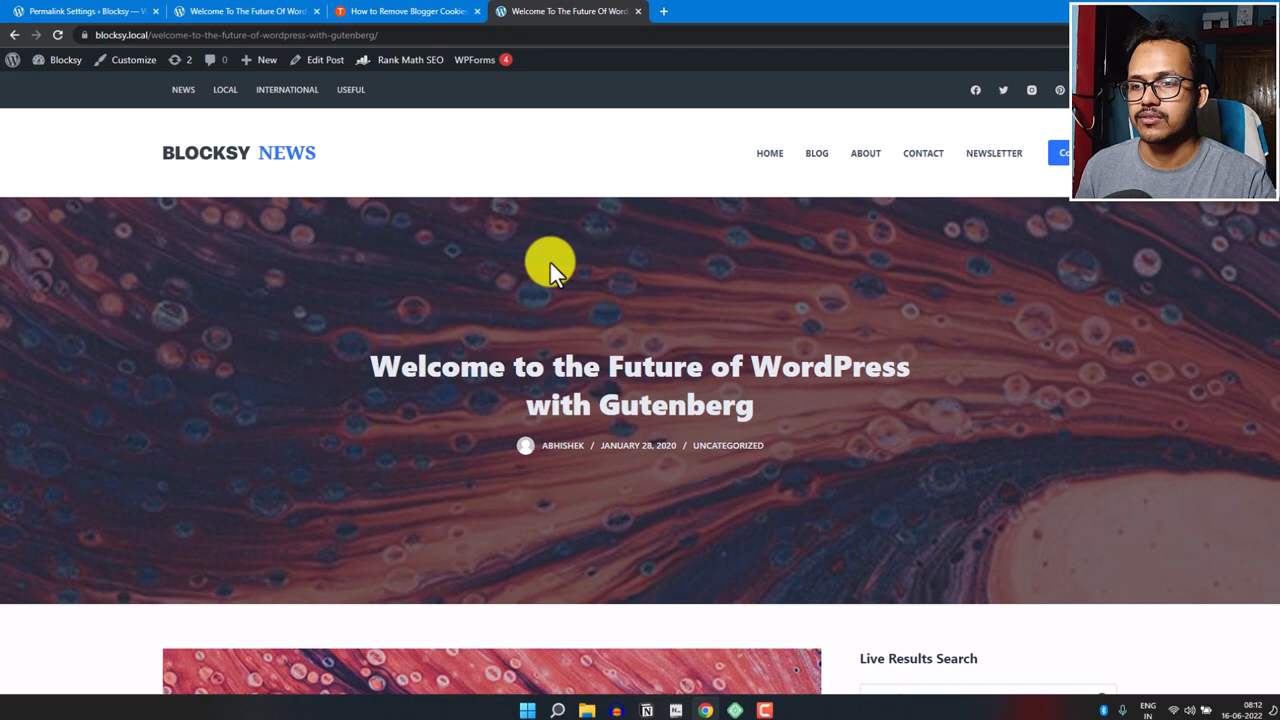 Permalink Settings ‹ Blocksy — W
Welcome To The Future Of Word
How to Remove Blogger Cookies
Welcome To The Future Of Word
blocksy.local/welcome-to-the-future-of-wordpress-with-gutenberg/
Blocksy Customize 2 0 New Edit Post Rank Math SEO WPForms 4
NEWS LOCAL INTERNATIONAL USEFUL
BLOCKSY NEWS
HOME BLOG ABOUT CONTACT NEWSLETTER Co
Welcome to the Future of WordPress
with Gutenberg
ABHISHEK / JANUARY 28, 2020 / UNCATEGORIZED
Live Results Search
ENG
IN
08:12
16-06-2022